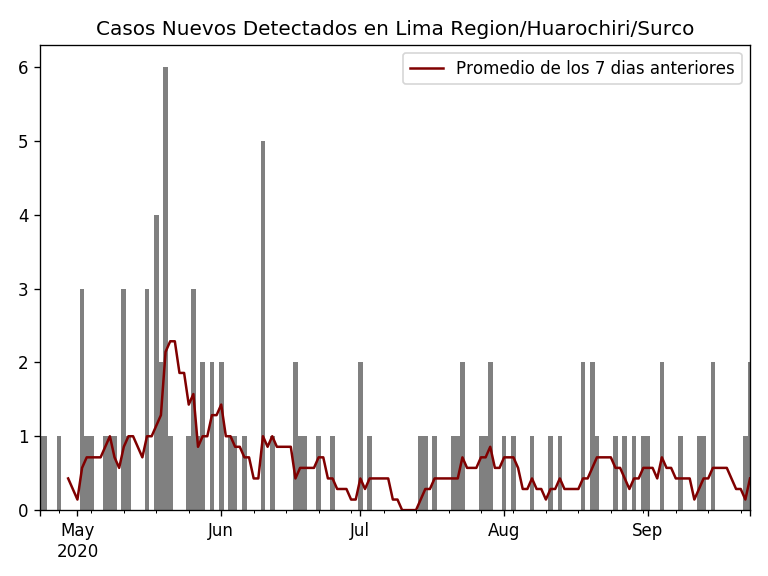 Casos Nuevos Detectados en Lima Region/Huarochiri/Surco
Promedio de los 7 dias anteriores
6
5
4
3
2
1
0
May Jun Jul Aug Sep
2020